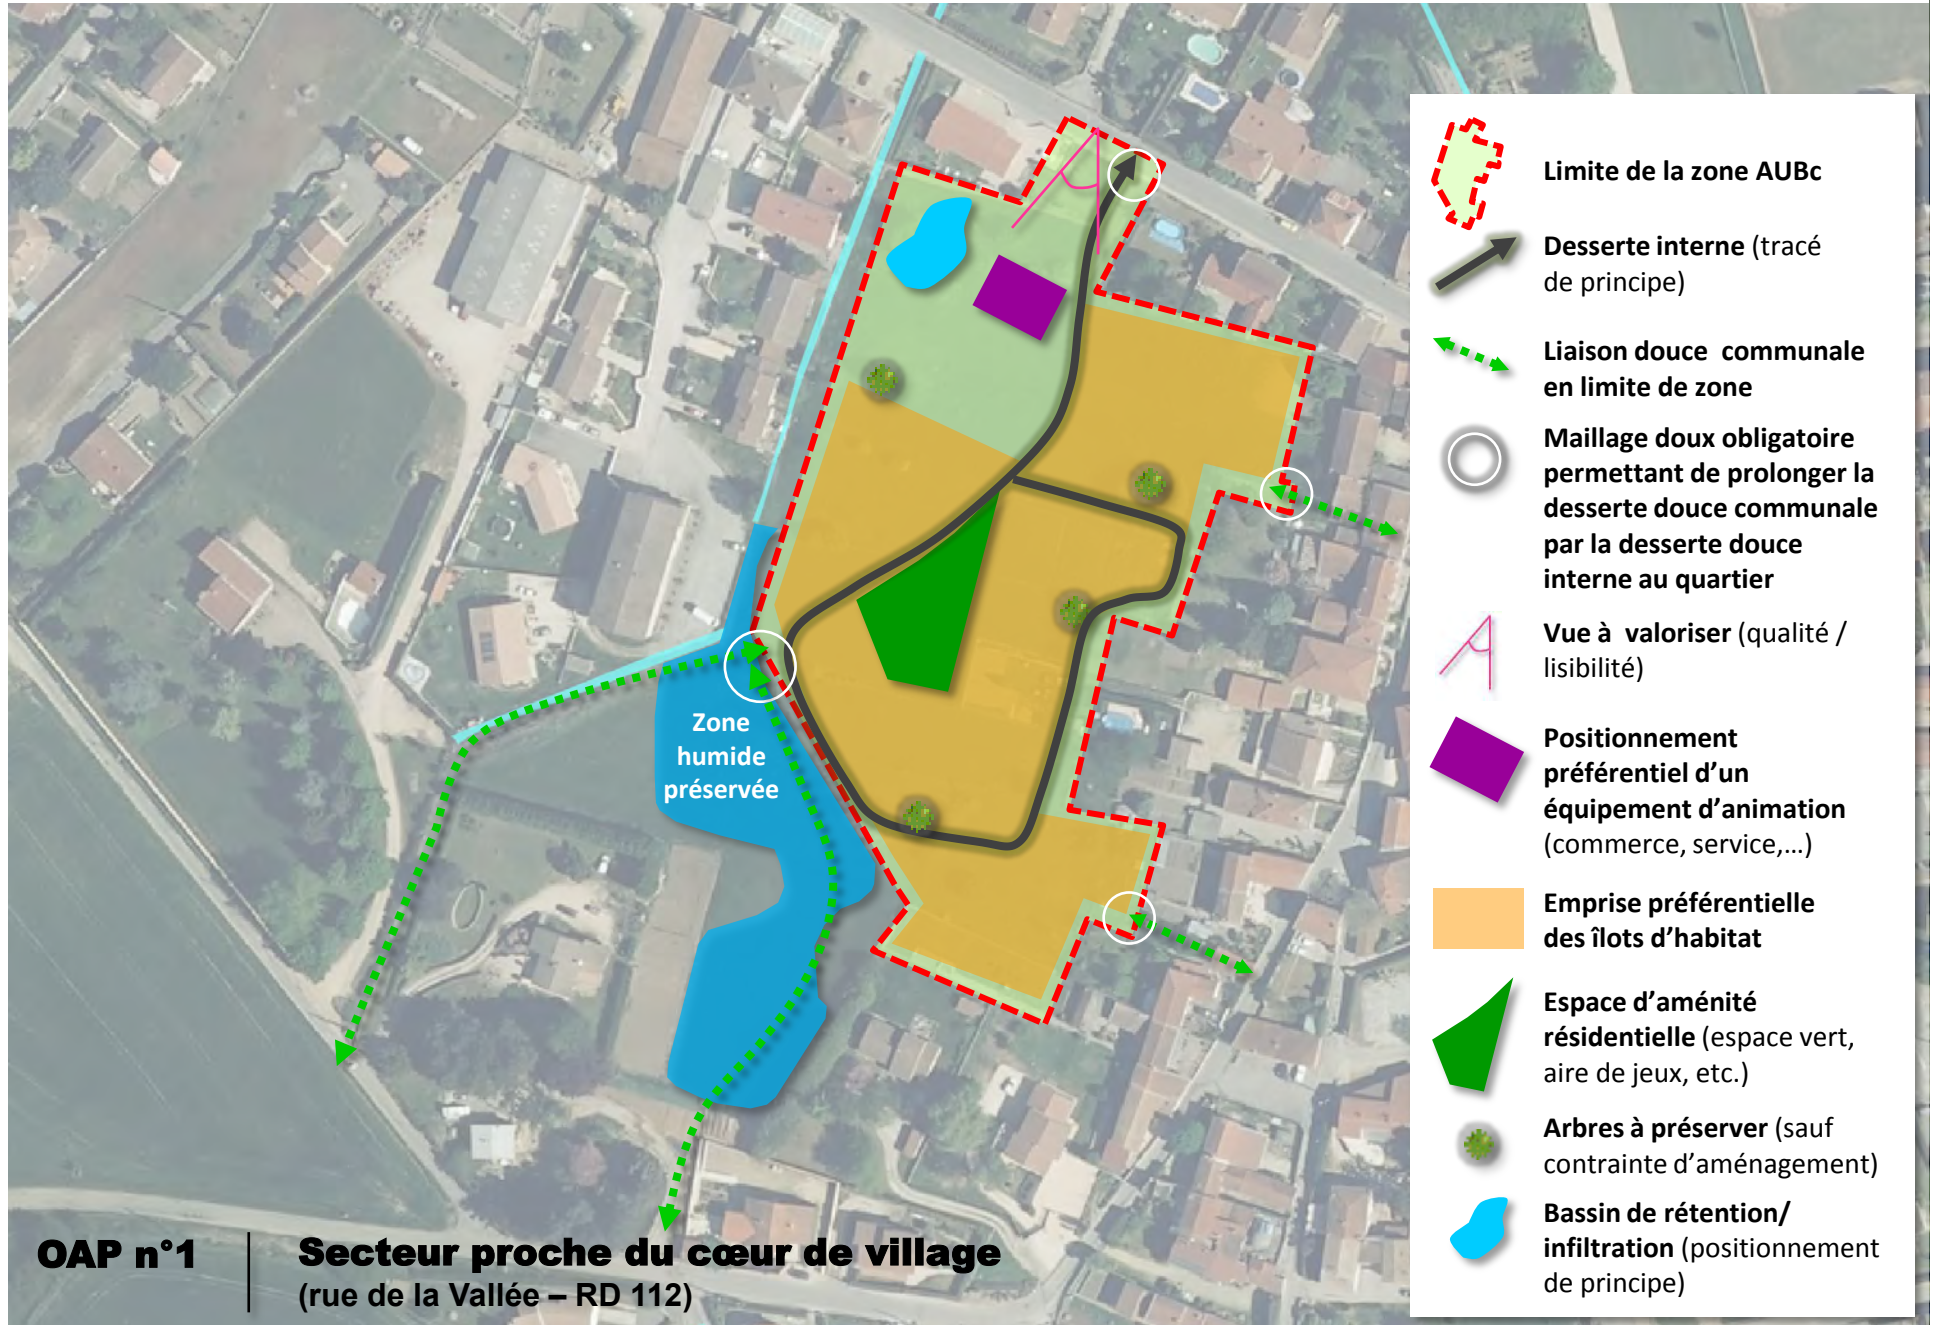 Limite de la zone AUBc
Desserte interne (tracé
de principe)
Liaison douce communale
en limite de zone
Maillage doux obligatoire
permettant de prolonger la
desserte douce communale
par la desserte douce
interne au quartier
Vue à valoriser (qualité /
lisibilité)
Positionnement
préférentiel d’un
équipement d’animation
(commerce, service,...)
Emprise préférentielle
des îlots d’habitat
Espace d’aménité
résidentielle (espace vert,
aire de jeux, etc.)
Arbres à préserver (sauf
contrainte d’aménagement)
Bassin de rétention/
infiltration (positionnement
de principe)
Zone
humide
préservée
OAP n°1
Secteur proche du cœur de village
(rue de la Vallée – RD 112)